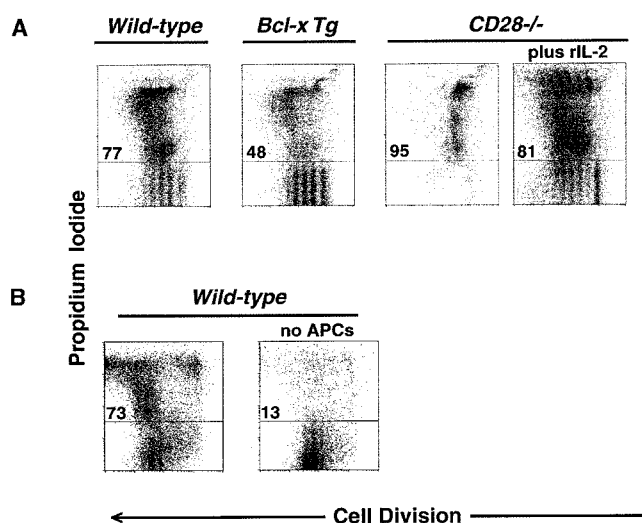 A
Wild-type
Bcl-x Tg
CD28-/-
plus rIL-2
77
48
95
81
Propidium Iodide
B
Wild-type
no APCs
73
13
Cell Division